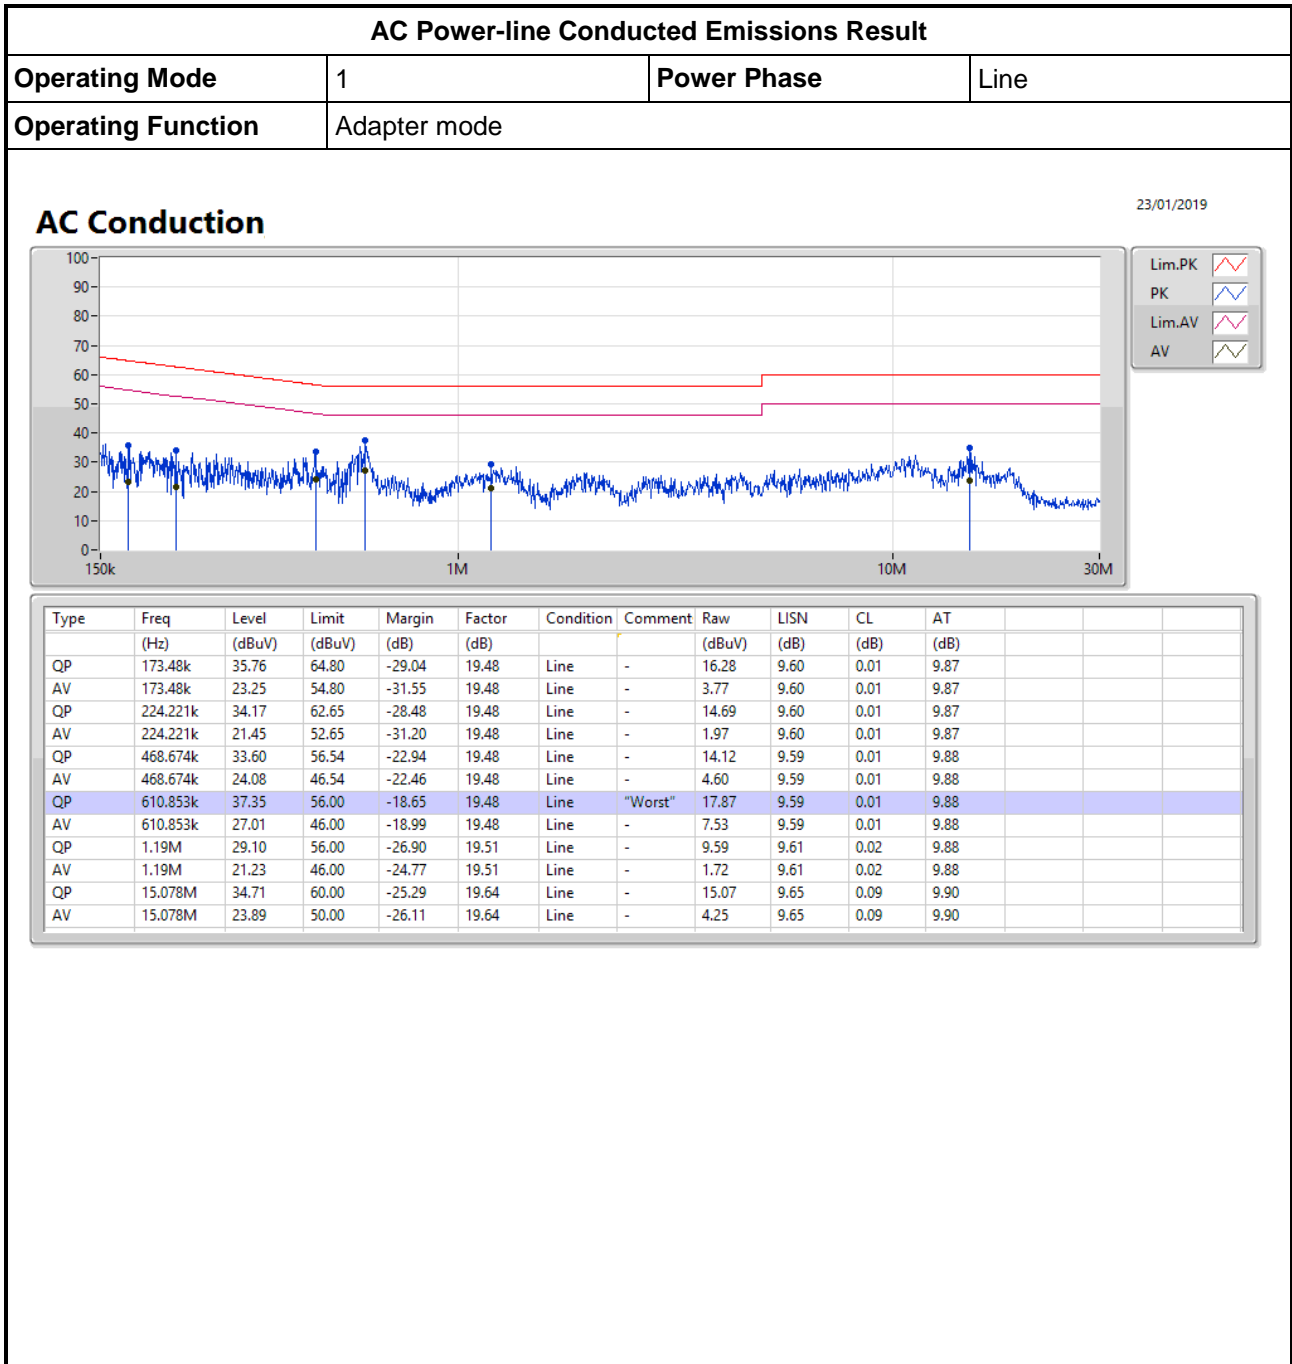 AC Power-line Conducted Emissions Result
Operating Mode 1 Power Phase Line
Operating Function Adapter mode
23/01/2019
AC Conduction
100
90
80
70
60
50
40
30
20
10
0
150k 1M 10M 30M
Lim.PK
PK
Lim.AV
AV
Type Freq Level Limit Margin Factor Condition Comment Raw LISN CL AT
(Hz) (dBuV) (dBuV) (dB) (dB) (dBuV) (dB) (dB) (dB)
QP 173.48k 35.76 64.80 -29.04 19.48 Line - 16.28 9.60 0.01 9.87
AV 173.48k 23.25 54.80 -31.55 19.48 Line - 3.77 9.60 0.01 9.87
QP 224.221k 34.17 62.65 -28.48 19.48 Line - 14.69 9.60 0.01 9.87
AV 224.221k 21.45 52.65 -31.20 19.48 Line - 1.97 9.60 0.01 9.87
QP 468.674k 33.60 56.54 -22.94 19.48 Line - 14.12 9.59 0.01 9.88
AV 468.674k 24.08 46.54 -22.46 19.48 Line - 4.60 9.59 0.01 9.88
QP 610.853k 37.35 56.00 -18.65 19.48 Line "Worst" 17.87 9.59 0.01 9.88
AV 610.853k 27.01 46.00 -18.99 19.48 Line - 7.53 9.59 0.01 9.88
QP 1.19M 29.10 56.00 -26.90 19.51 Line - 9.59 9.61 0.02 9.88
AV 1.19M 21.23 46.00 -24.77 19.51 Line - 1.72 9.61 0.02 9.88
QP 15.078M 34.71 60.00 -25.29 19.64 Line - 15.07 9.65 0.09 9.90
AV 15.078M 23.89 50.00 -26.11 19.64 Line - 4.25 9.65 0.09 9.90